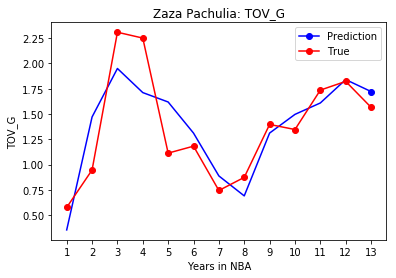 Zaza Pachulia: TOV_G
Prediction
True
TOV_G
2.25
2.00
1.75
1.50
1.25
1.00
0.75
0.50
1 2 3 4 5 6 7 8 9 10 11 12 13
Years in NBA